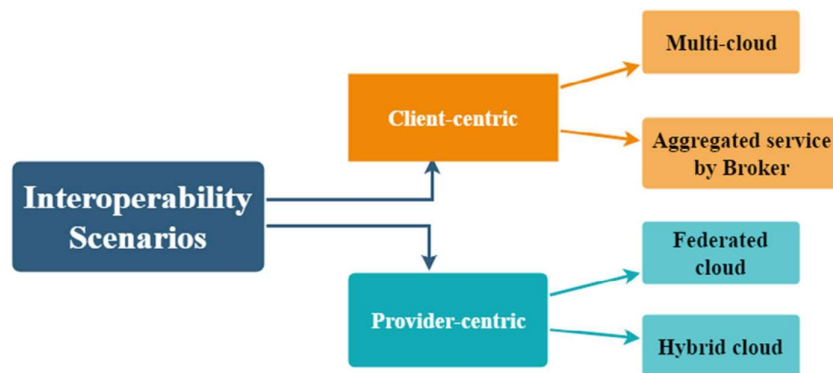 Multi-cloud
Client-centric
Aggregated service
by Broker
Interoperability
Scenarios
Federated
cloud
Provider-centric
Hybrid cloud